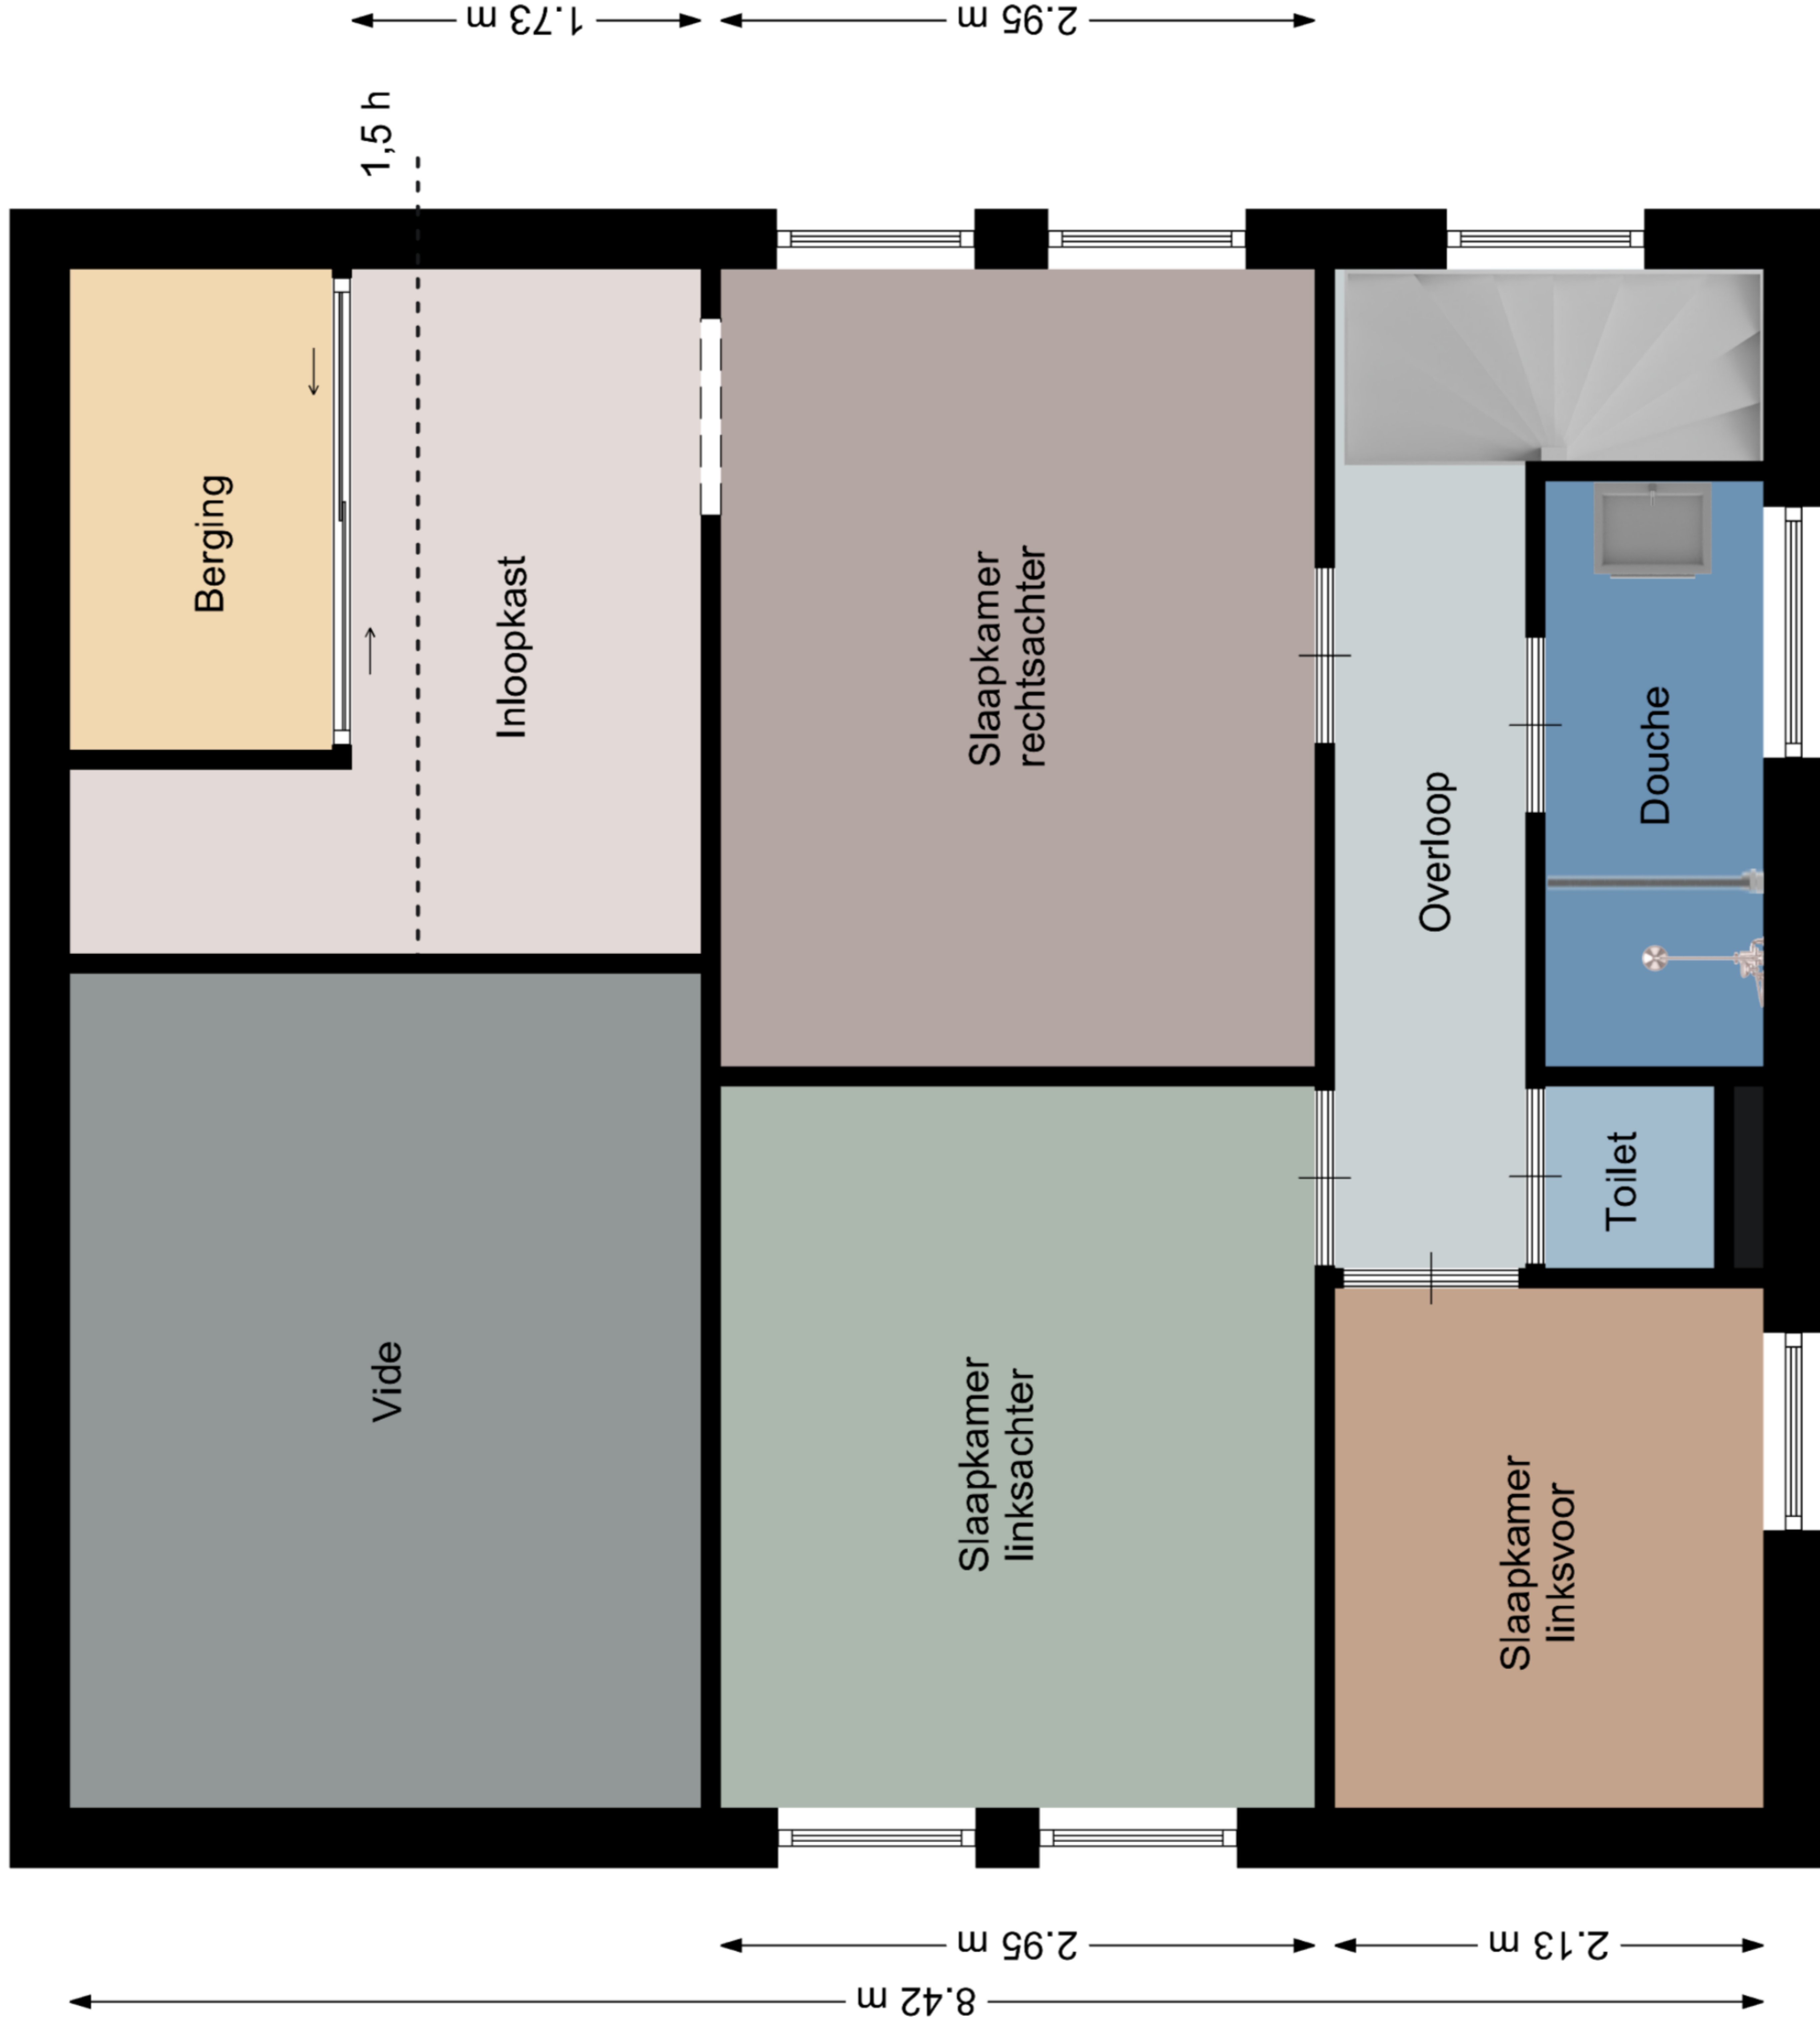 1.73 m
2.95 m
1,5 h
Berging
Inloopkast
Slaapkamer
rechtsachter
Overloop
Douche
Toilet
Vide
Slaapkamer
linksachter
Slaapkamer
linksvoor
2.95 m
2.13 m
8.42 m